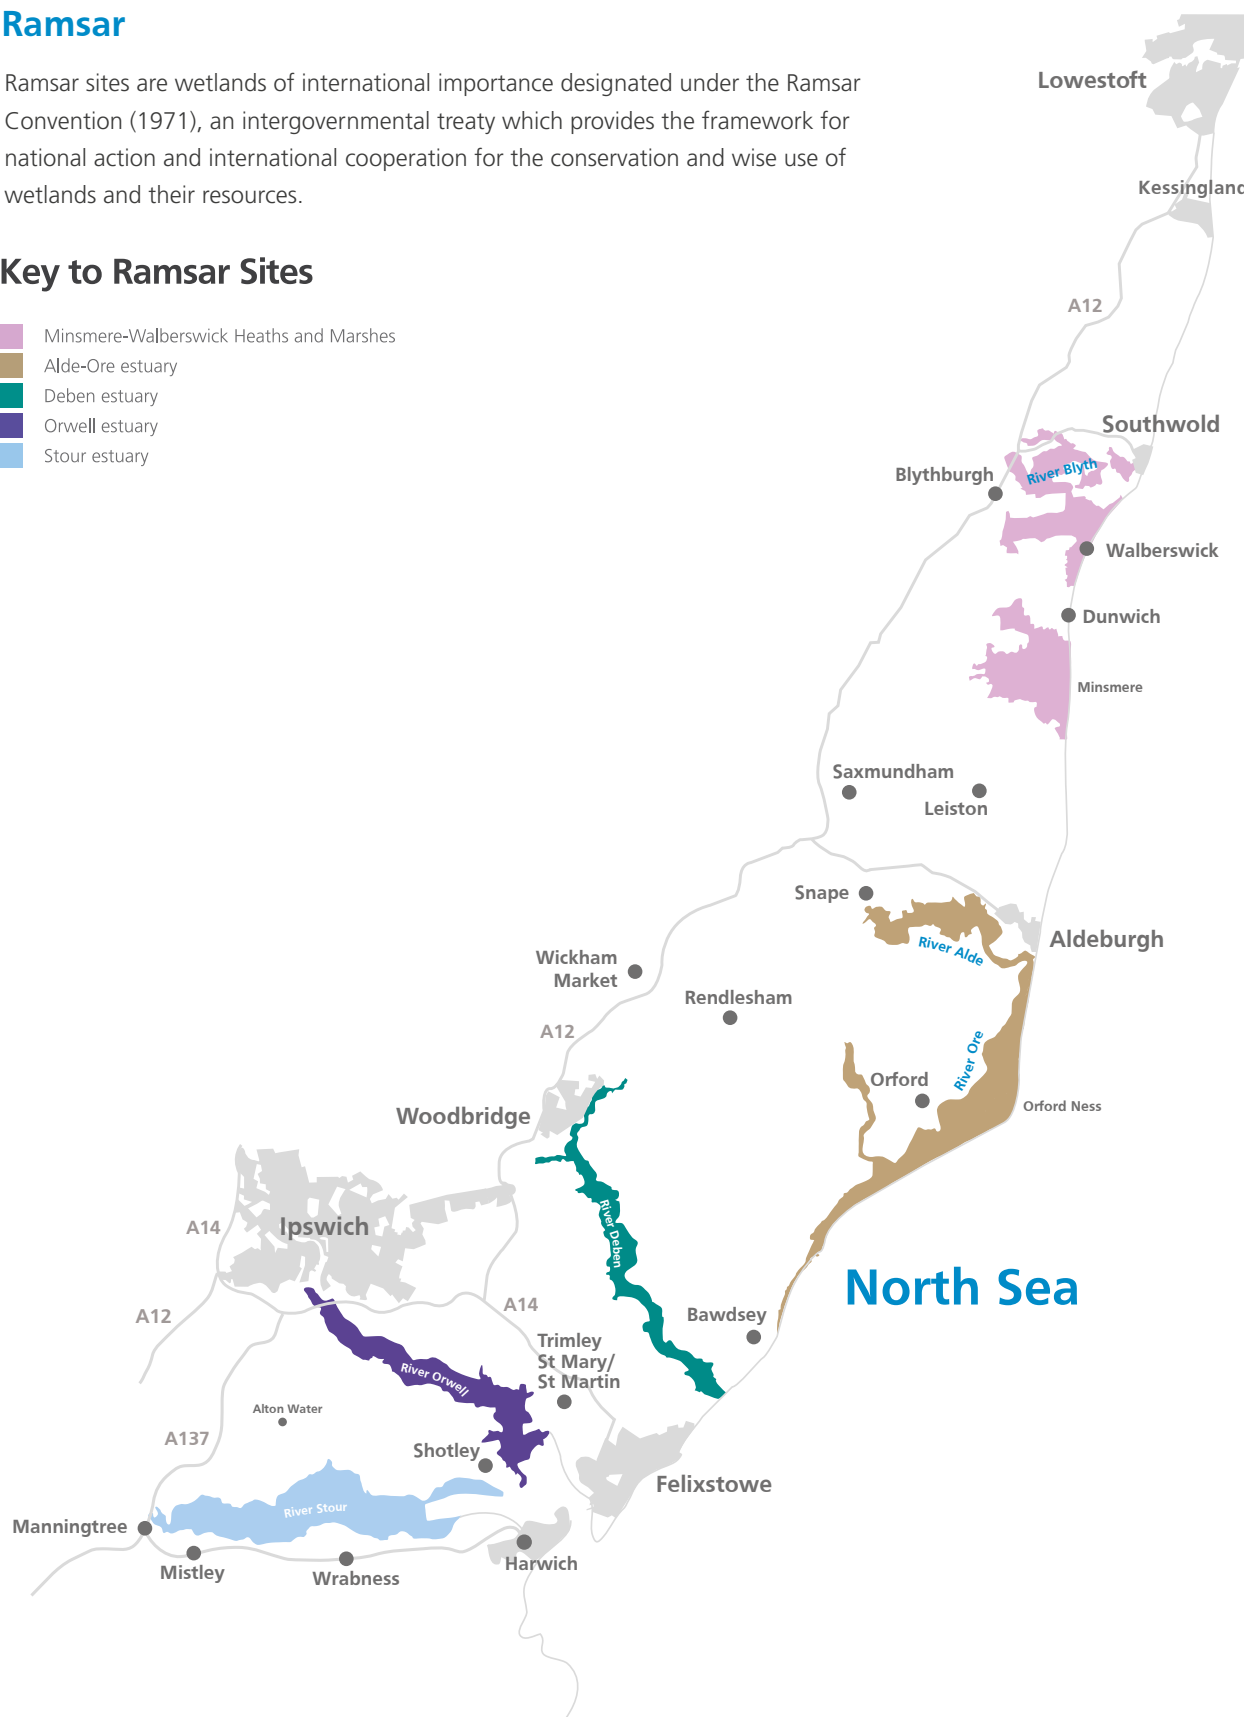 Ramsar
Ramsar sites are wetlands of international importance designated under the Ramsar
Convention (1971), an intergovernmental treaty which provides the framework for
national action and international cooperation for the conservation and wise use of
wetlands and their resources.
Key to Ramsar Sites
Minsmere-Walberswick Heaths and Marshes
Alde-Ore estuary
Deben estuary
Orwell estuary
Stour estuary
Lowestoft
Kessingland
A12
Southwold
River Blyth
Blythburgh
Walberswick
Dunwich
Minsmere
Saxmundham
Leiston
Snape
Aldeburgh
River Alde
Wickham
Market
Rendlesham
A12
River Ore
Orford
Orford Ness
Woodbridge
Ipswich
A14
River Deben
North Sea
A12
A14
Bawdsey
Trimley
St Mary/
St Martin
River Orwell
Alton Water
A137
Shotley
Felixstowe
River Stour
Manningtree
Mistley
Wrabness
Harwich